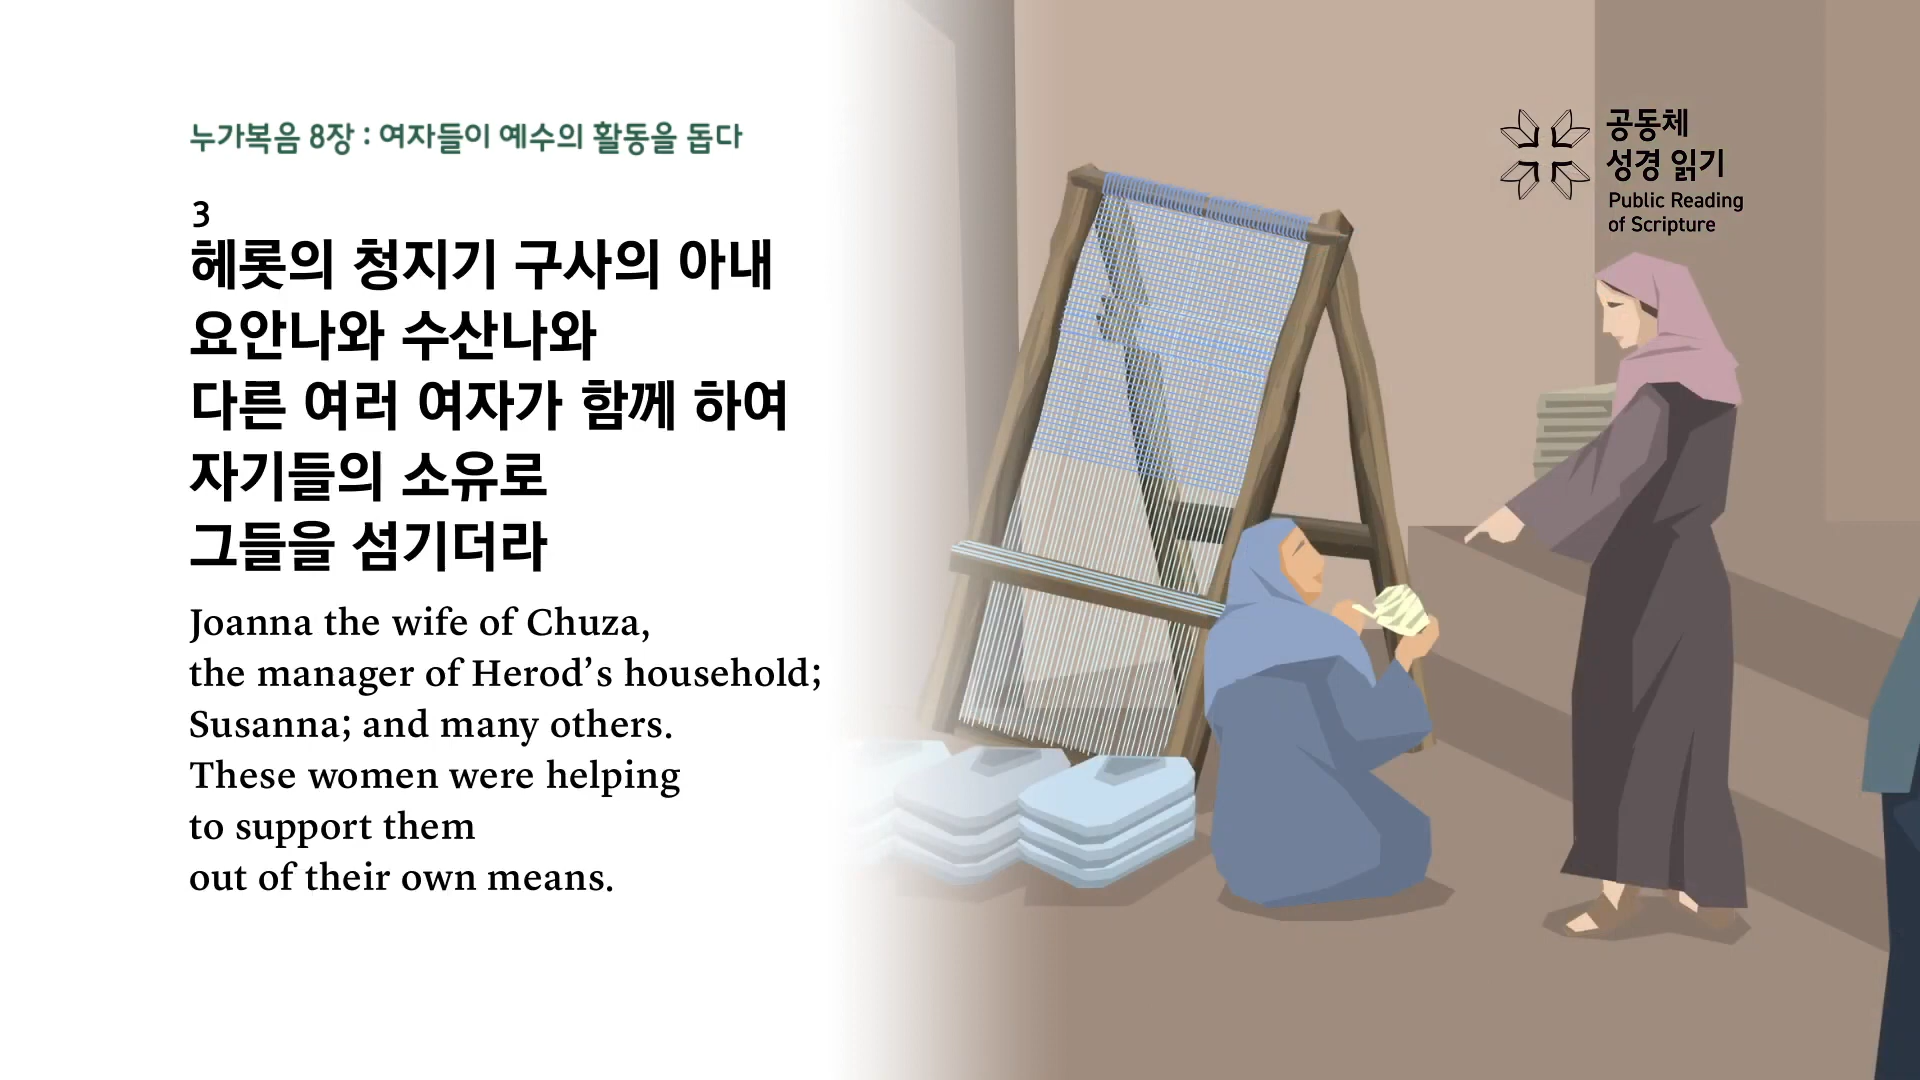 누가복음 8장 : 여자들이 예수의 활동을 돕다
3
헤롯의 청지기 구사의 아내
요안나와 수산나와
다른 여러 여자가 함께 하여
자기들의 소유로
그들을 섬기더라
Joanna the wife of Chuza,
the manager of Herod’s household;
Susanna; and many others.
These women were helping
to support them
out of their own means.
공동체
성경 읽기
Public Reading
of Scripture